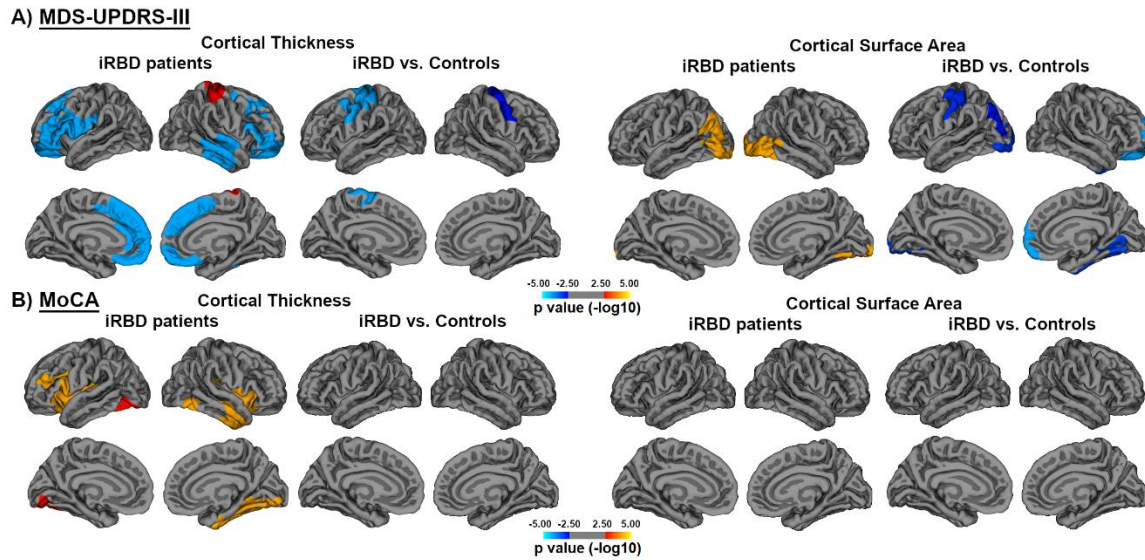 A) MDS-UPDRS-III
Cortical Thickness
iRBD patients iRBD vs. Controls
Cortical Surface Area
iRBD patients iRBD vs. Controls
-5.00 -2.50 2.50 5.00
p value (-log10)
B) MoCA
Cortical Thickness
iRBD patients iRBD vs. Controls
Cortical Surface Area
iRBD patients iRBD vs. Controls
-5.00 -2.50 2.50 5.00
p value (-log10)